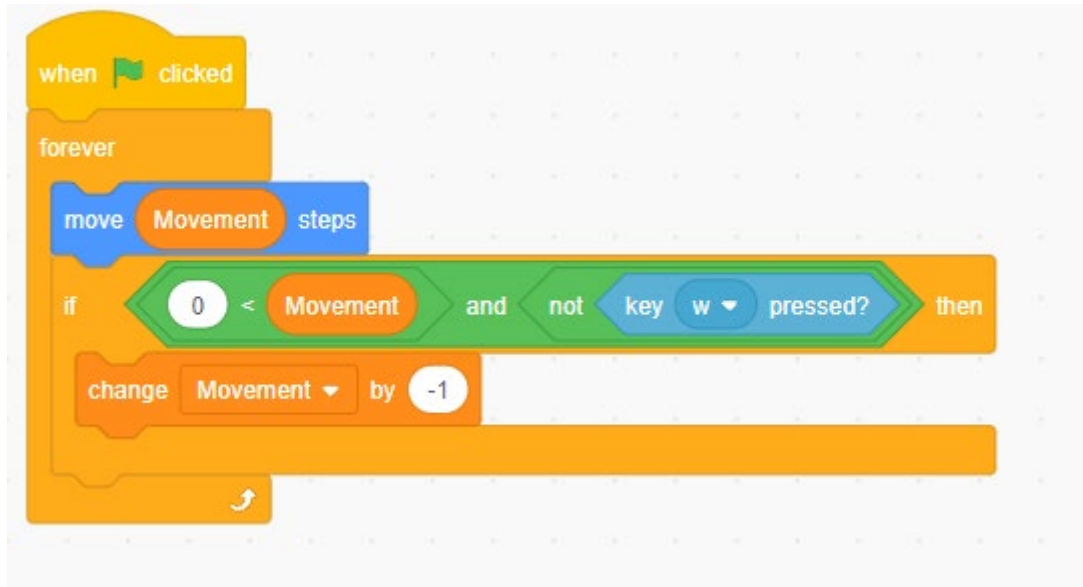 when clicked
forever
move Movement steps
if 0 < Movement and not key w pressed? then
change Movement by -1